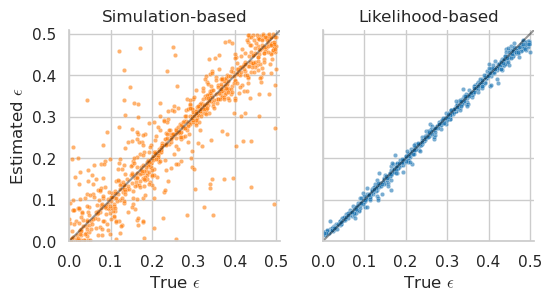 Simulation-based
Likelihood-based
Estimated ϵ
0.5
0.4
0.3
0.2
0.1
0.0
0.0 0.1 0.2 0.3 0.4 0.5
0.0 0.1 0.2 0.3 0.4 0.5
True ϵ
True ϵ